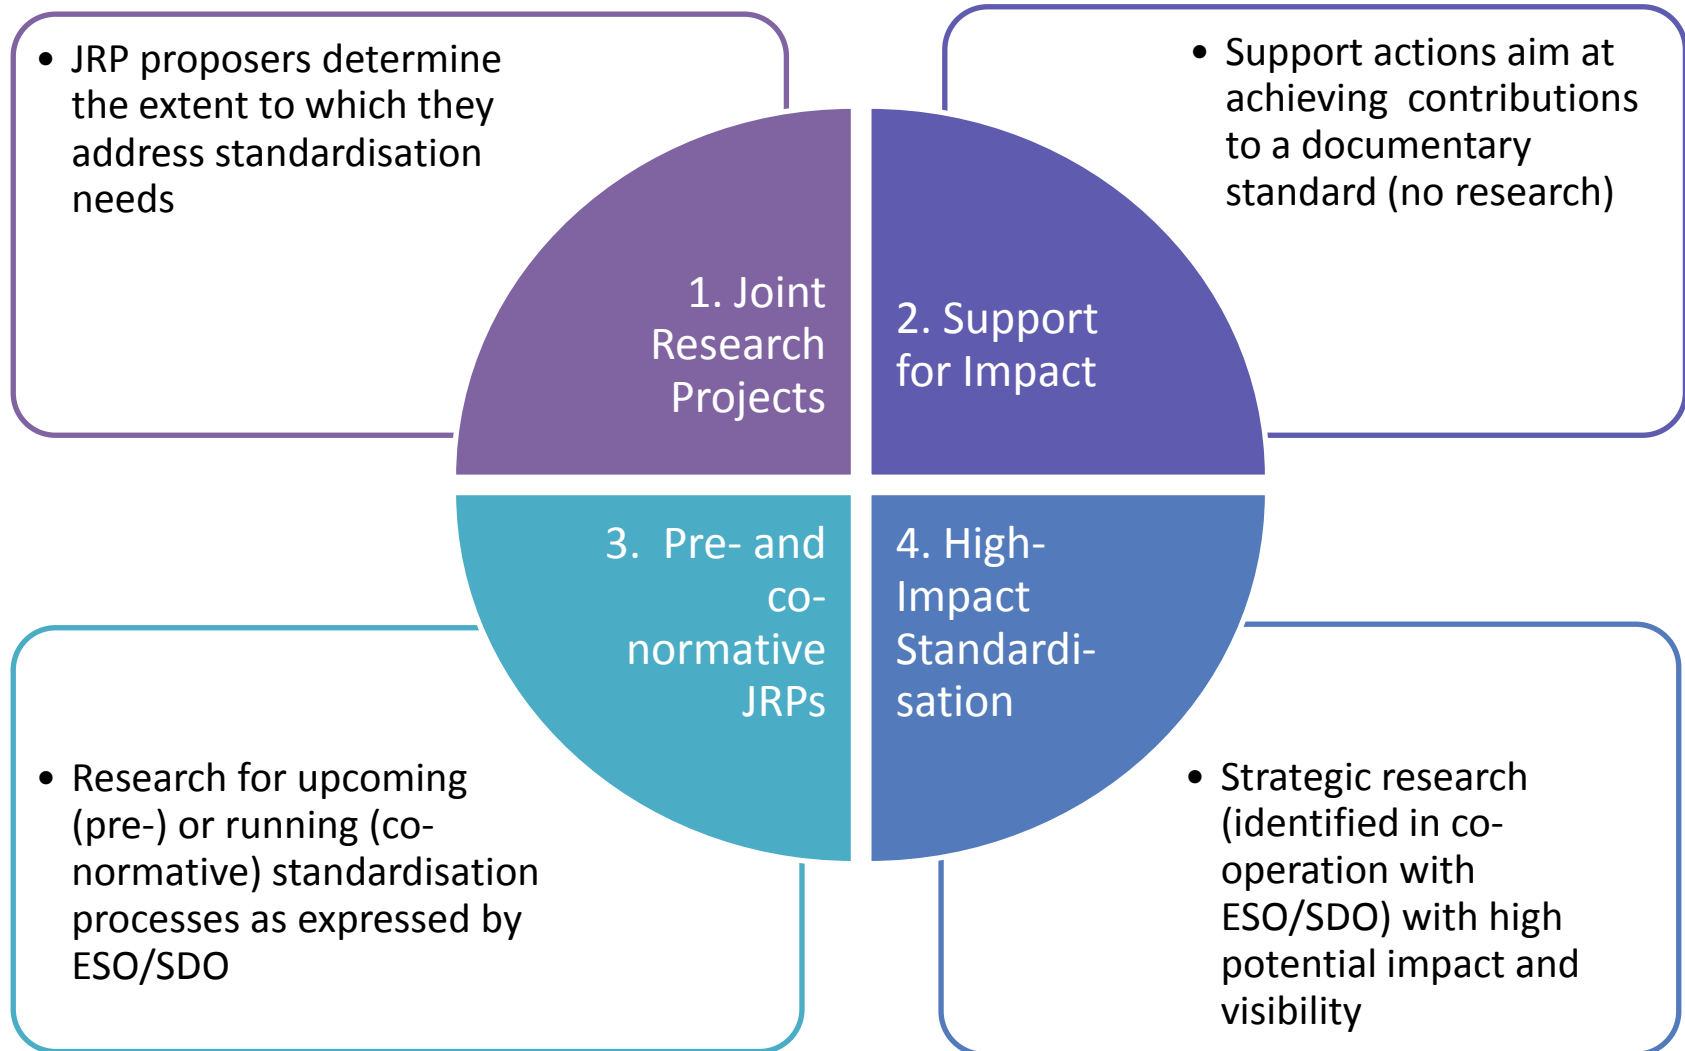 • JRP proposers determine
the extent to which they
address standardisation
needs
• Support actions aim at
achieving  contributions
to a documentary
standard (no research)
1. Joint
Research
Projects
2. Support
for Impact
3.  Pre- and
co-
normative
JRPs
4. High-
Impact
Standardi-
sation
• Research for upcoming
(pre-) or running (co-
normative) standardisation
processes as expressed by
ESO/SDO
• Strategic research
(identified in co-
operation with
ESO/SDO) with high
potential impact and
visibility